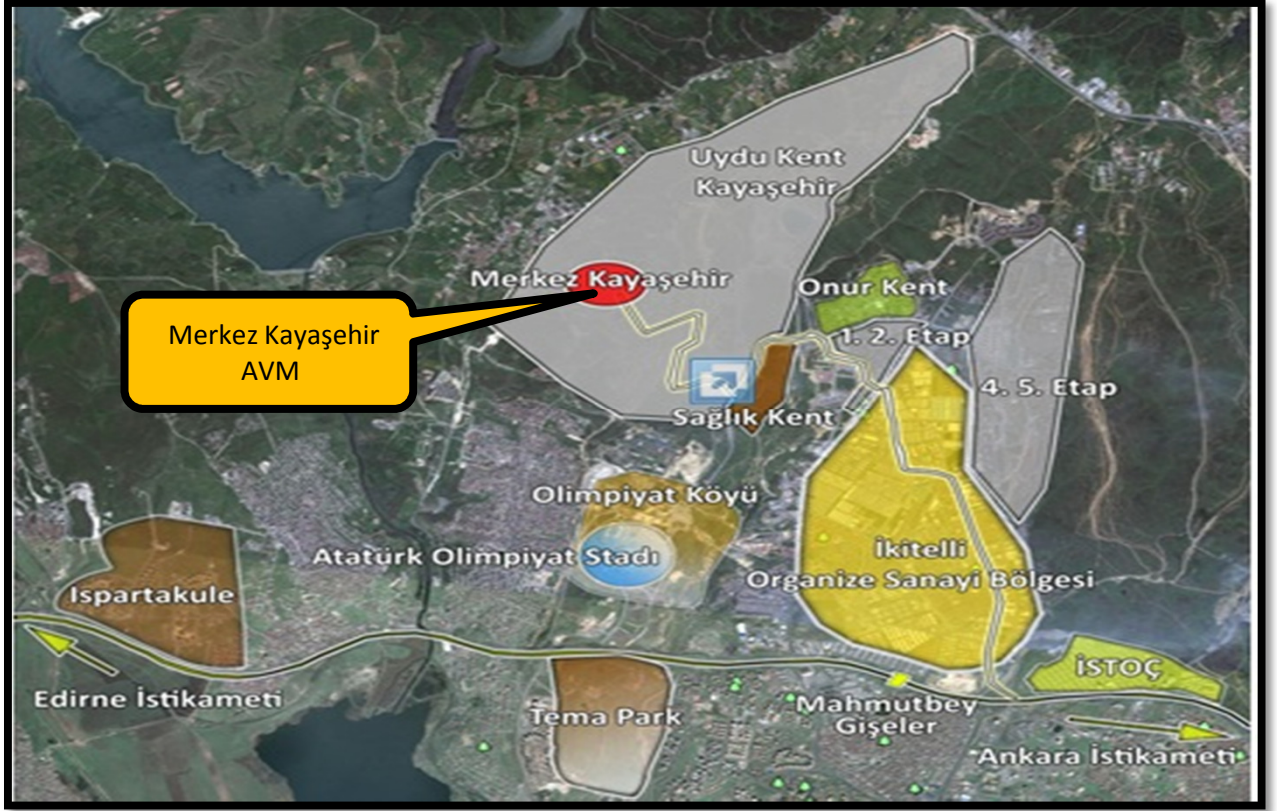 Uydu Kent
Kayaşehir
Merkez Kayaşehir
Onur Kent
Merkez Kayaşehir
AVM
1. 2. Etap
4. 5. Etap
Sağlık Kent
Olimpiyat Köyü
Atatürk Olimpiyat Stadı
İkitelli
Organize Sanayi Bölgesi
Ispartakule
İSTOÇ
Edirne İstikameti
Tema Park
Mahmutbey
Gişeler
Ankara İstikameti